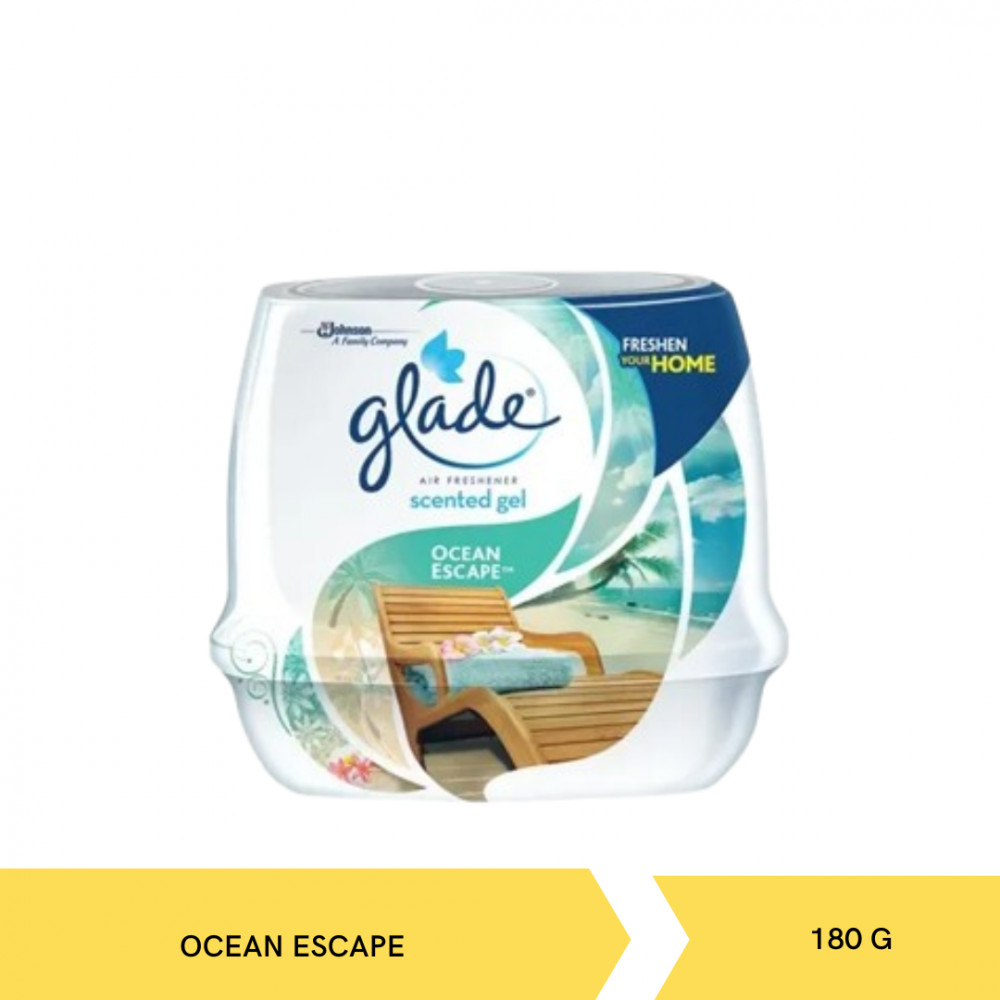 SC Johnson
A Family Company
glade®
AIR FRESHENER
scented gel
OCEAN
ESCAPE™
FRESHEN
YOUR HOME
OCEAN ESCAPE
180 G